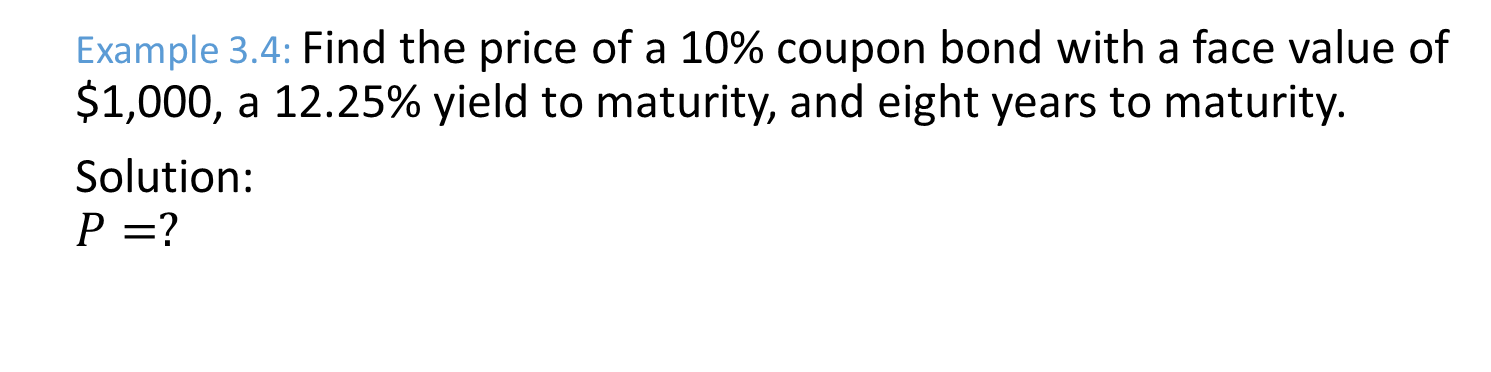 Example 3.4: Find the price of a 10% coupon bond with a face value of
$1,000, a 12.25% yield to maturity, and eight years to maturity.
Solution:
P =?